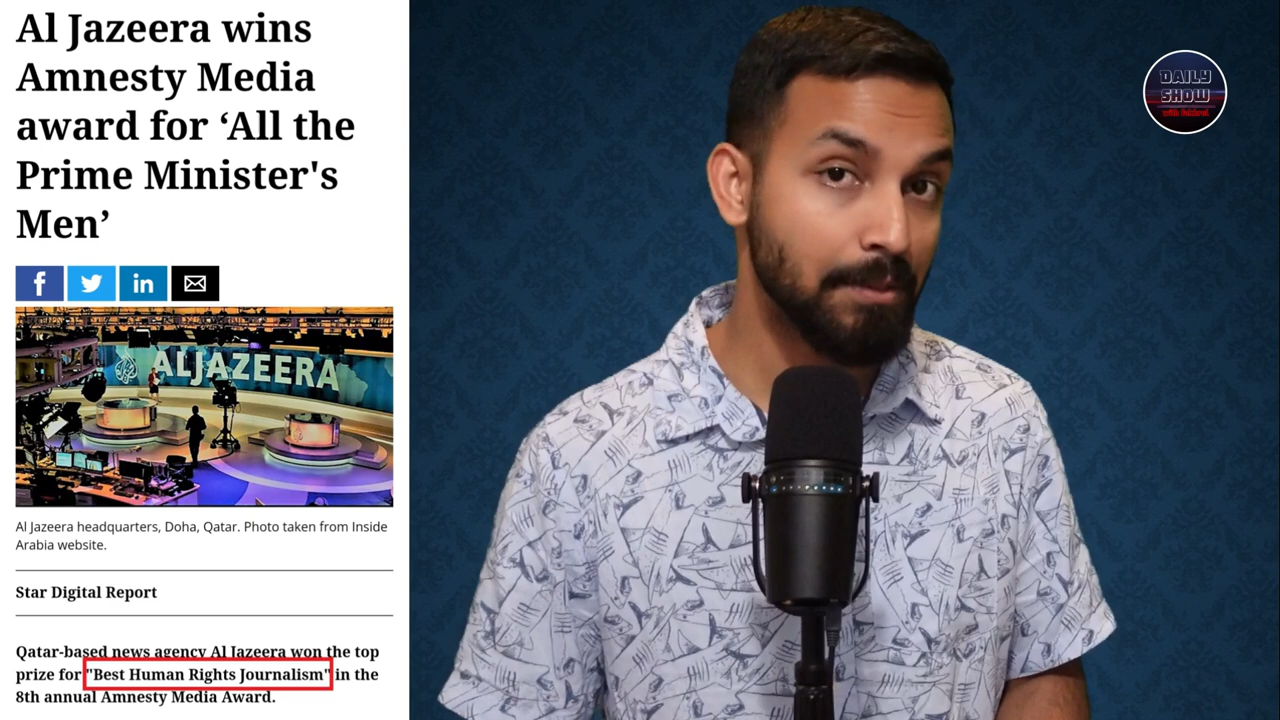 Al Jazeera wins
Amnesty Media
award for ‘All the
Prime Minister's
Men’
ALJAZEERA
Al Jazeera headquarters, Doha, Qatar. Photo taken from Inside
Arabia website.
Star Digital Report
Qatar-based news agency Al Jazeera won the top
prize for "Best Human Rights Journalism" in the
8th annual Amnesty Media Award.
DAILY
SHOW